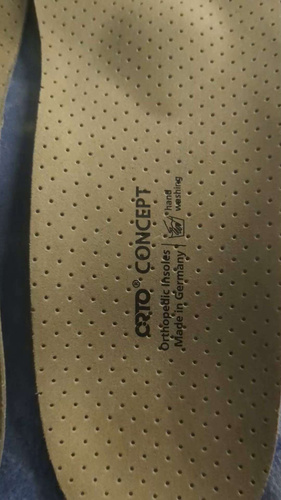 ORTO® CONCEPT
Orthopedic Insoles
Made in Germany
hand
washing